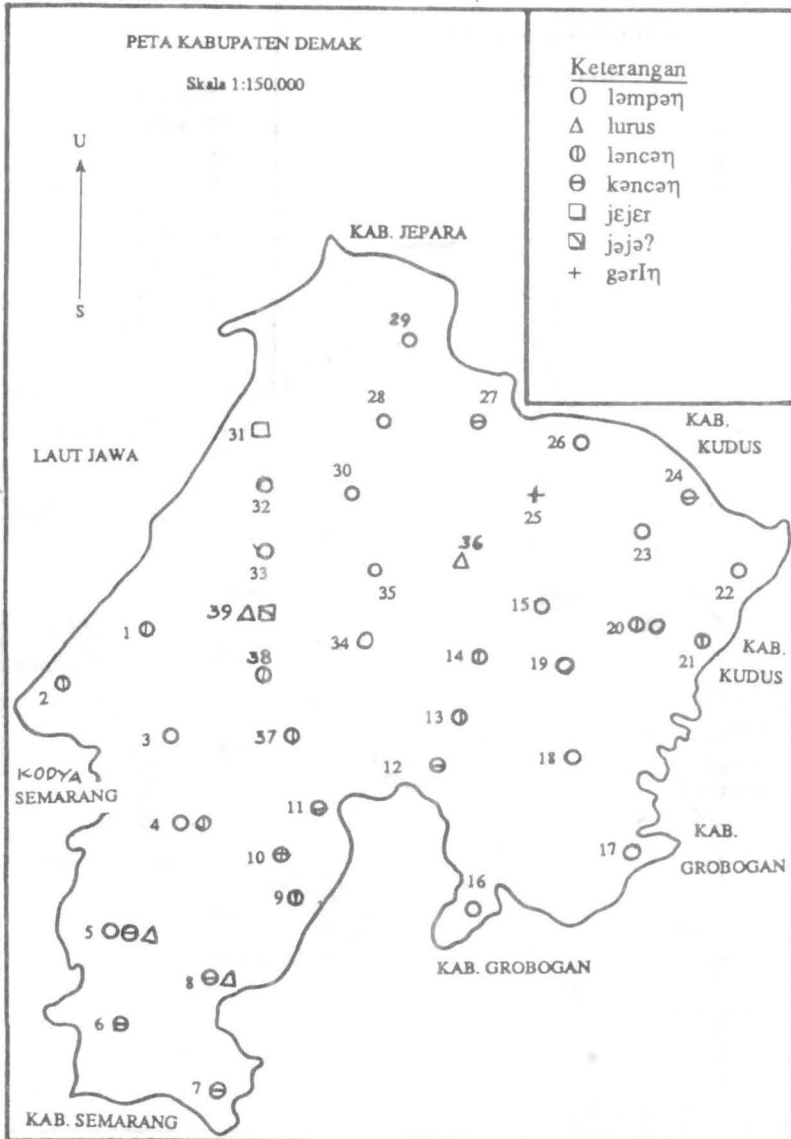 PETA KABUPATEN DEMAK
Skala 1:150.000
U
S
Keterangan
O ləmpəŋ
Δ lurus
⦶ ləncəŋ
⊖ kəncəŋ
❏ jɛjɛr
⧅ jəjə?
+ gərIŋ
KAB. JEPARA
29
28
27
KAB.
KUDUS
26
31
LAUT JAWA
30
24
32
25
36
23
33
35
22
15
39
1
34
14
20
38
19
21
KAB.
KUDUS
2
13
3
37
12
18
KODYA
SEMARANG
11
4
10
17
KAB.
GROBOGAN
9
16
5
KAB. GROBOGAN
8
6
7
KAB. SEMARANG